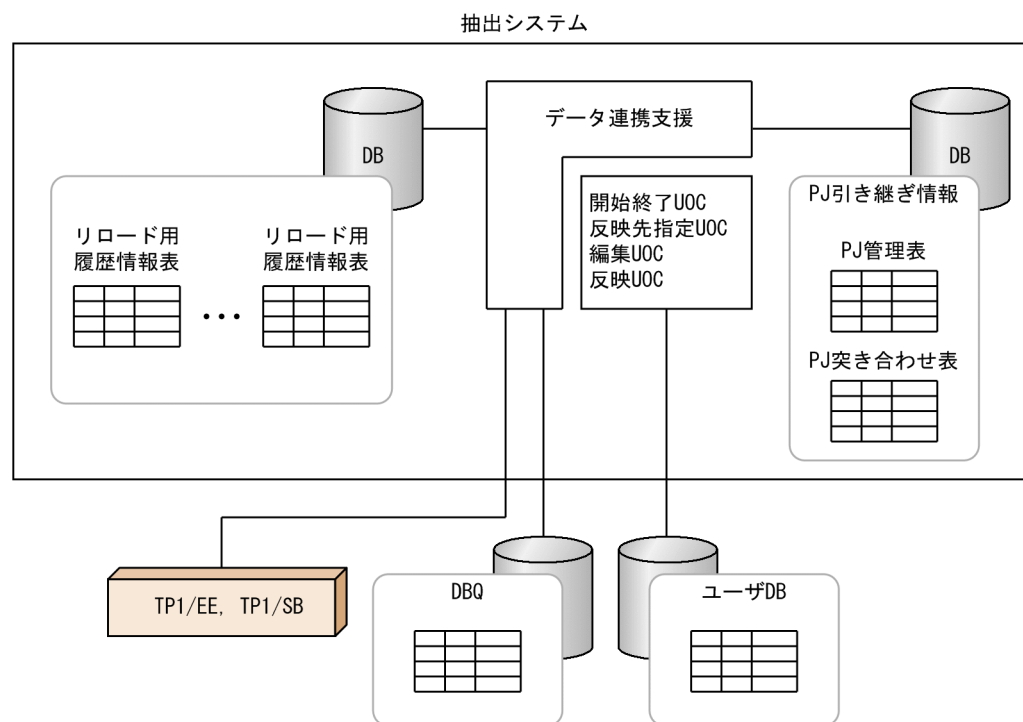 抽出システム
データ連携支援
DB
DB
開始終了UOC
反映先指定UOC
編集UOC
反映UOC
PJ引き継ぎ情報
リロード用
履歴情報表
リロード用
履歴情報表
...
PJ管理表
PJ突き合わせ表
TP1/EE, TP1/SB
DBQ
ユーザDB